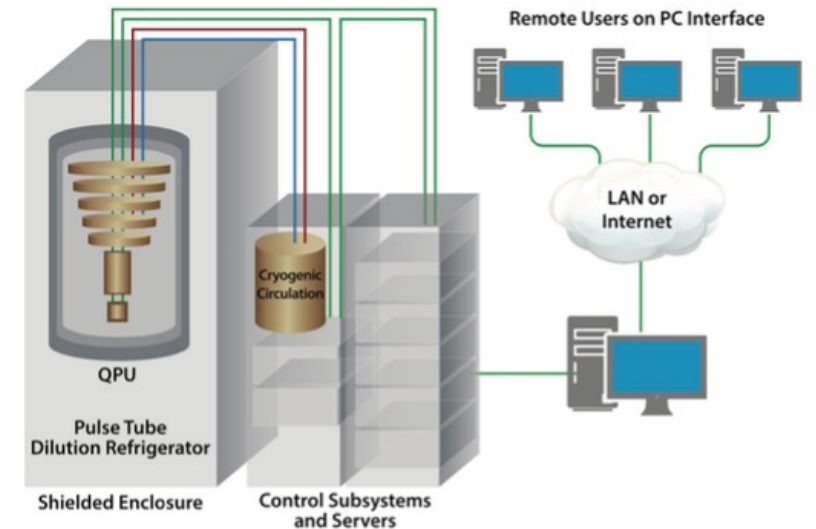 Remote Users on PC Interface
LAN or
Internet
Cryogenic
Circulation
QPU
Pulse Tube
Dilution Refrigerator
Shielded Enclosure
Control Subsystems
and Servers